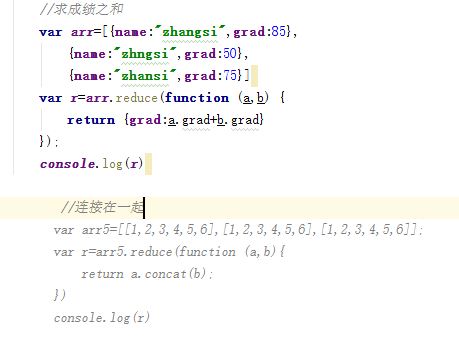 //求成绩之和
var arr=[{name:"zhangsi",grad:85},
{name:"zhngsi",grad:50},
{name:"zhansi",grad:75}]
var r=arr.reduce(function (a,b) {
return {grad:a.grad+b.grad}
});
console.log(r)
//连接在一起
var arr5=[[1,2,3,4,5,6],[1,2,3,4,5,6],[1,2,3,4,5,6]];
var r=arr5.reduce(function (a,b){
return a.concat(b);
})
console.log(r)